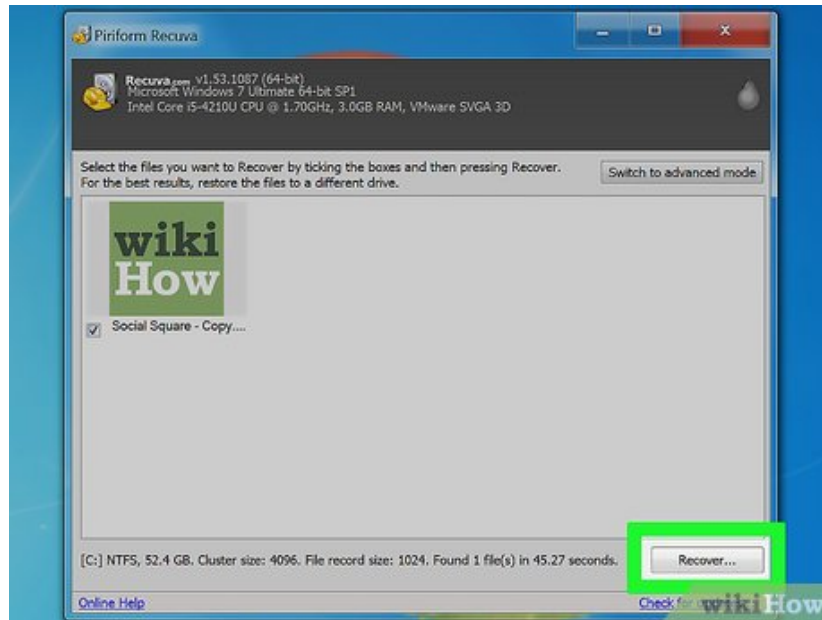 Piriform Recuva
Recuva.com v1.53.1087 (64-bit)
Microsoft Windows 7 Ultimate 64-bit SP1
Intel Core i5-4210U CPU @ 1.70GHz, 3.0GB RAM, VMware SVGA 3D
Select the files you want to Recover by ticking the boxes and then pressing Recover.
For the best results, restore the files to a different drive.
Switch to advanced mode
wiki
How
Social Square - Copy....
[C:] NTFS, 52.4 GB. Cluster size: 4096. File record size: 1024. Found 1 file(s) in 45.27 seconds.
Recover...
Online Help
Check for
wikiHow